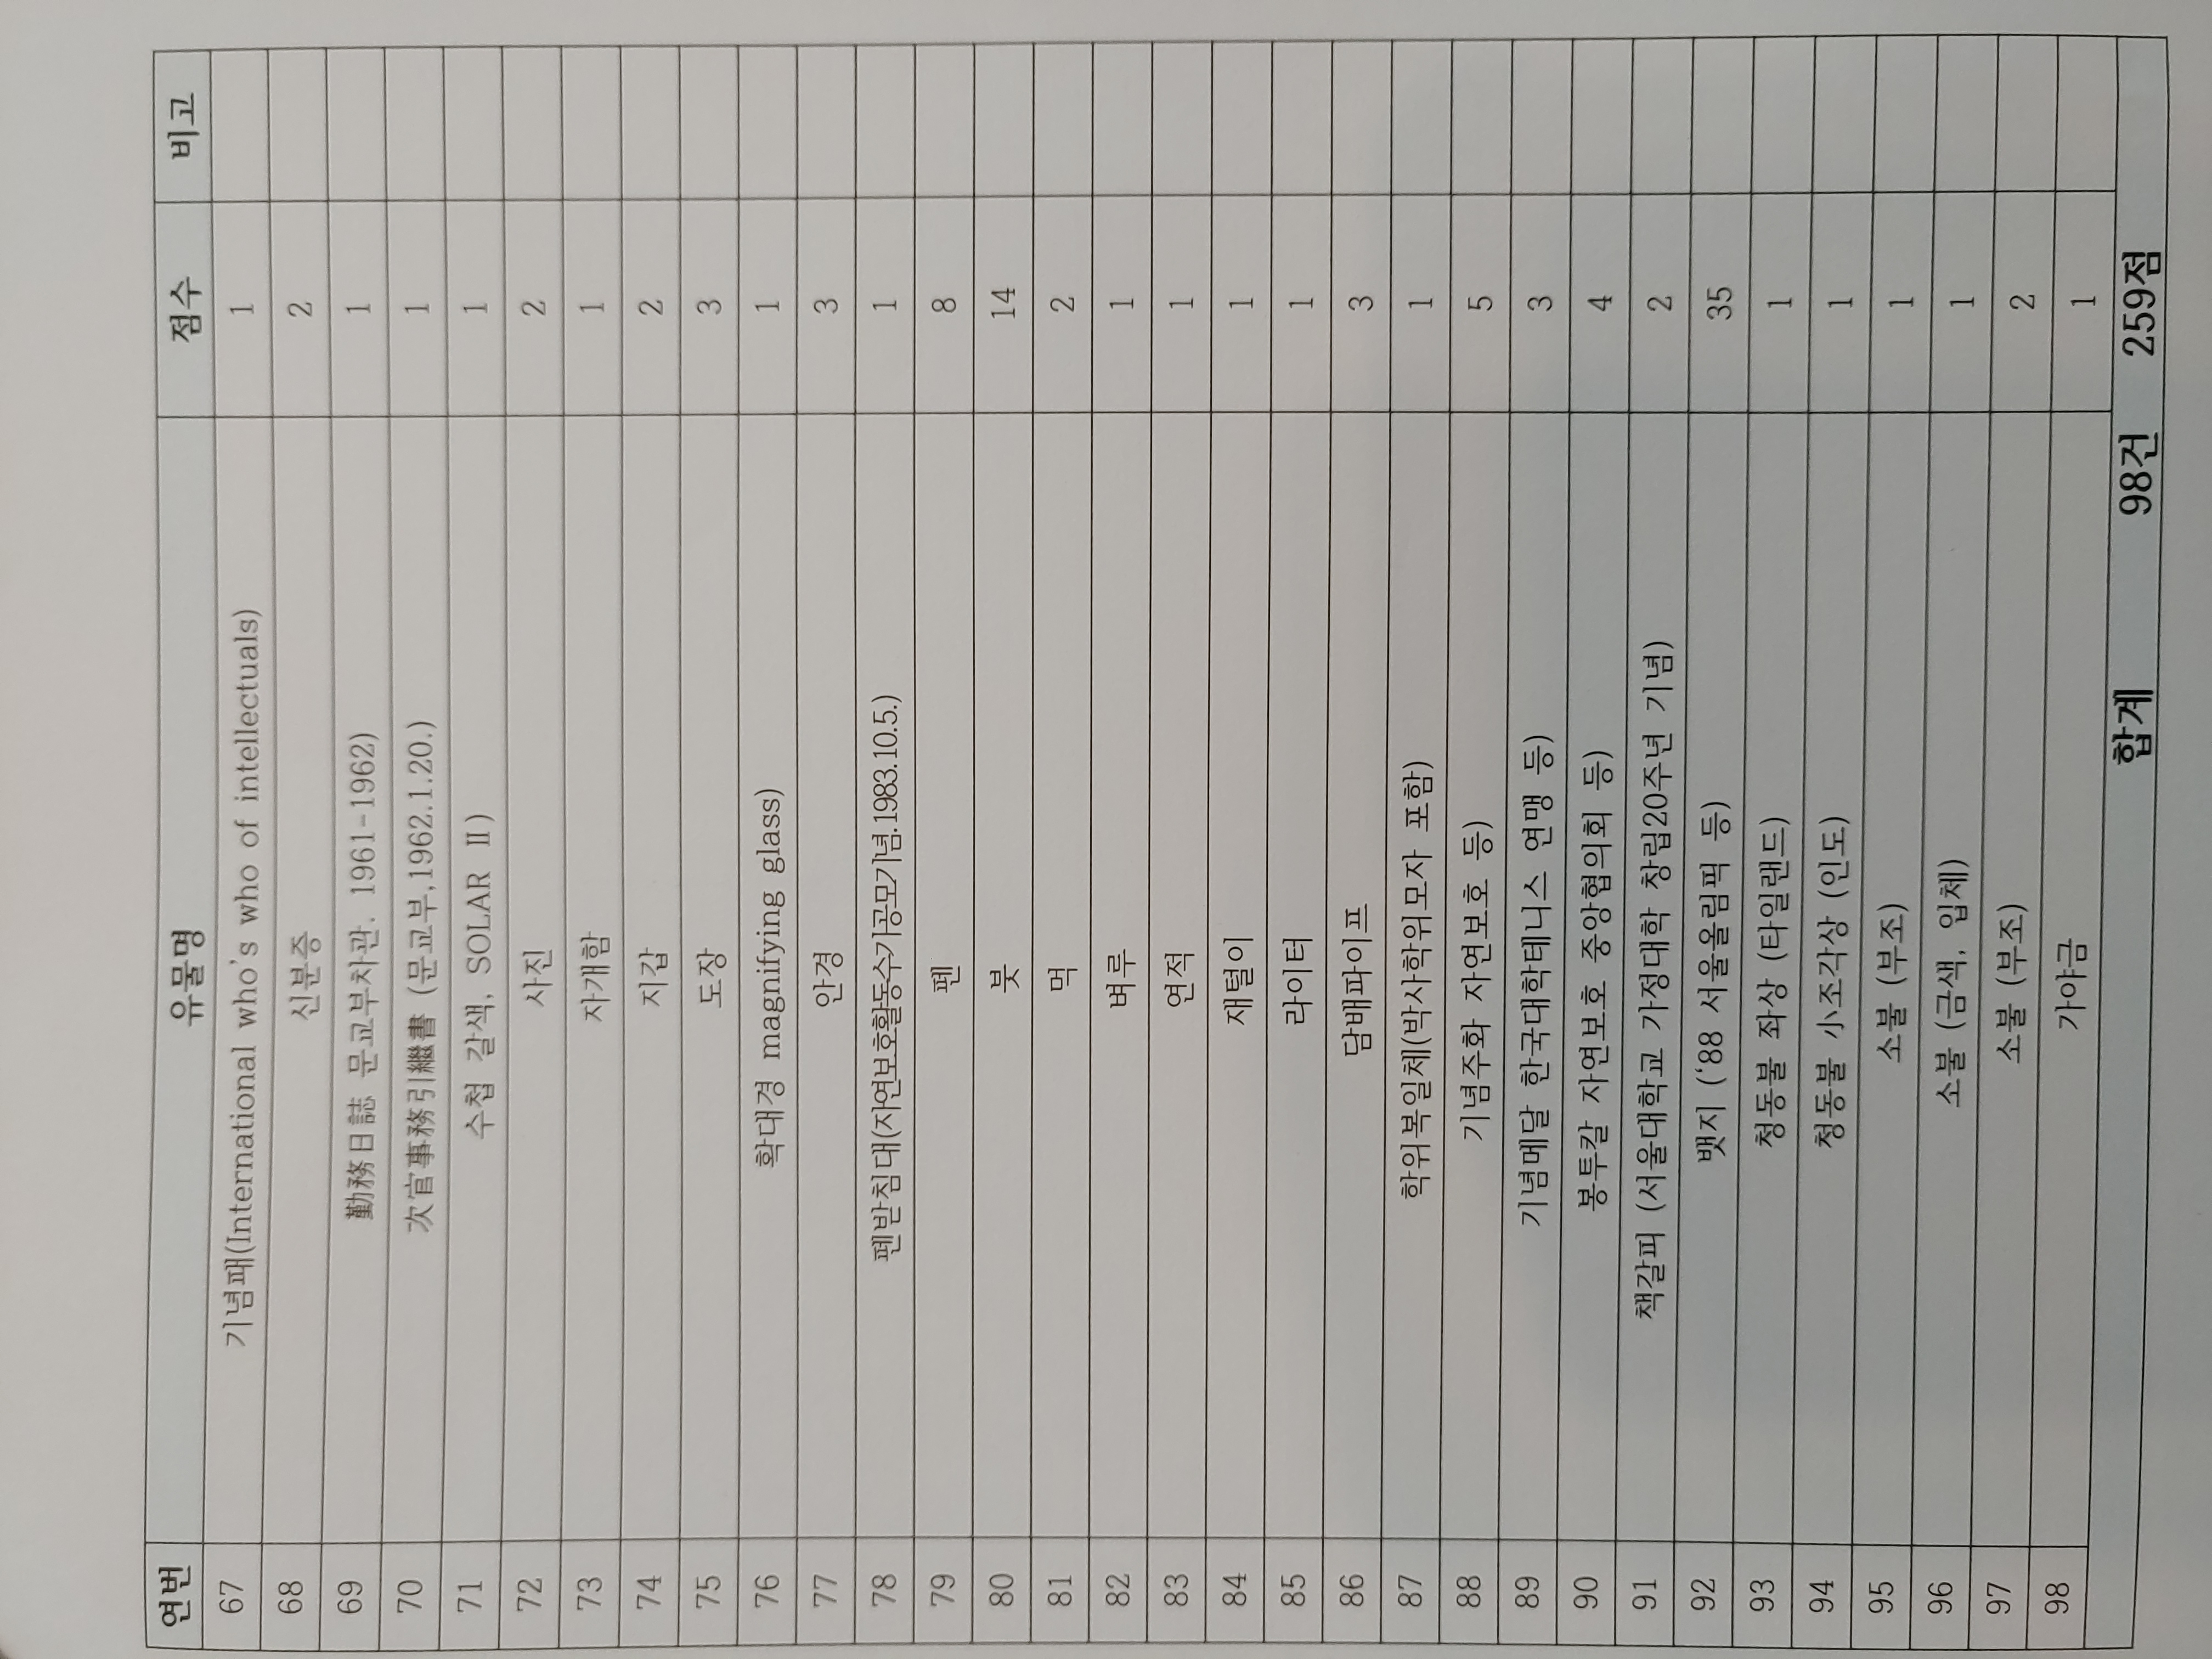 연번 유물명 점수 비고
67 기념패(International who's who of intellectuals) 1
68 신분증 2
69 勤務日誌 문교부차관. 1961-1962) 1
70 次官事務引繼書 (문교부,1962.1.20.) 1
71 수첩 갈색, SOLAR Ⅱ) 1
72 사진 2
73 자개함 1
74 지갑 2
75 도장 3
76 확대경 magnifying glass) 1
77 안경 3
78 펜받침대(자연보호활동수기공모기념.1983.10.5.) 1
79 펜 8
80 붓 14
81 먹 2
82 벼루 1
83 연적 1
84 재털이 1
85 라이터 1
86 담배파이프 3
87 학위복일체(박사학위모자 포함) 1
88 기념주화 자연보호 등) 5
89 기념메달 한국대학테니스 연맹 등) 3
90 봉투칼 자연보호 중앙협의회 등) 4
91 책갈피 (서울대학교 가정대학 창립20주년 기념) 2
92 뱃지 ('88 서울올림픽 등) 35
93 청동불 좌상 (타일랜드) 1
94 청동불 小조각상 (인도) 1
95 소불 (부조) 1
96 소불 (금색, 입체) 1
97 소불 (부조) 2
98 가야금 1
합계 98건 259점